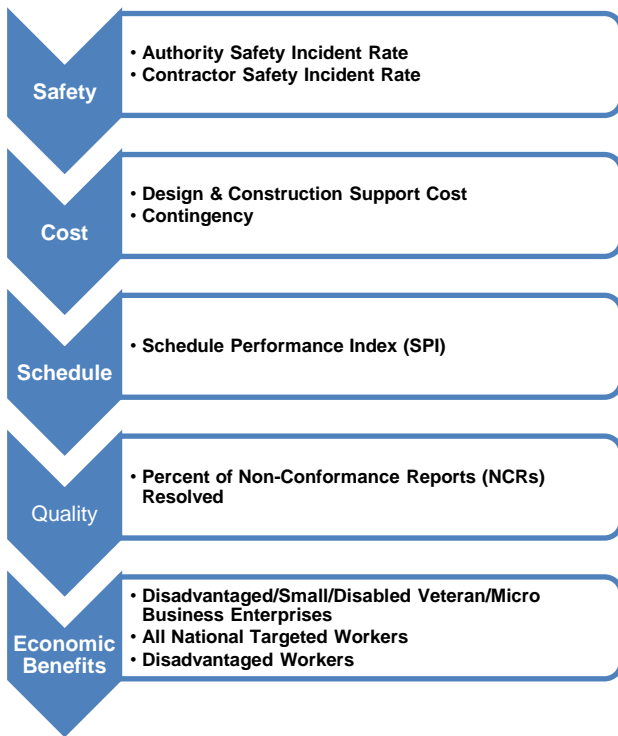 Safety
• Authority Safety Incident Rate
• Contractor Safety Incident Rate
Cost
• Design & Construction Support Cost
• Contingency
Schedule
• Schedule Performance Index (SPI)
Quality
• Percent of Non-Conformance Reports (NCRs)
Resolved
Economic
Benefits
• Disadvantaged/Small/Disabled Veteran/Micro
Business Enterprises
• All National Targeted Workers
• Disadvantaged Workers